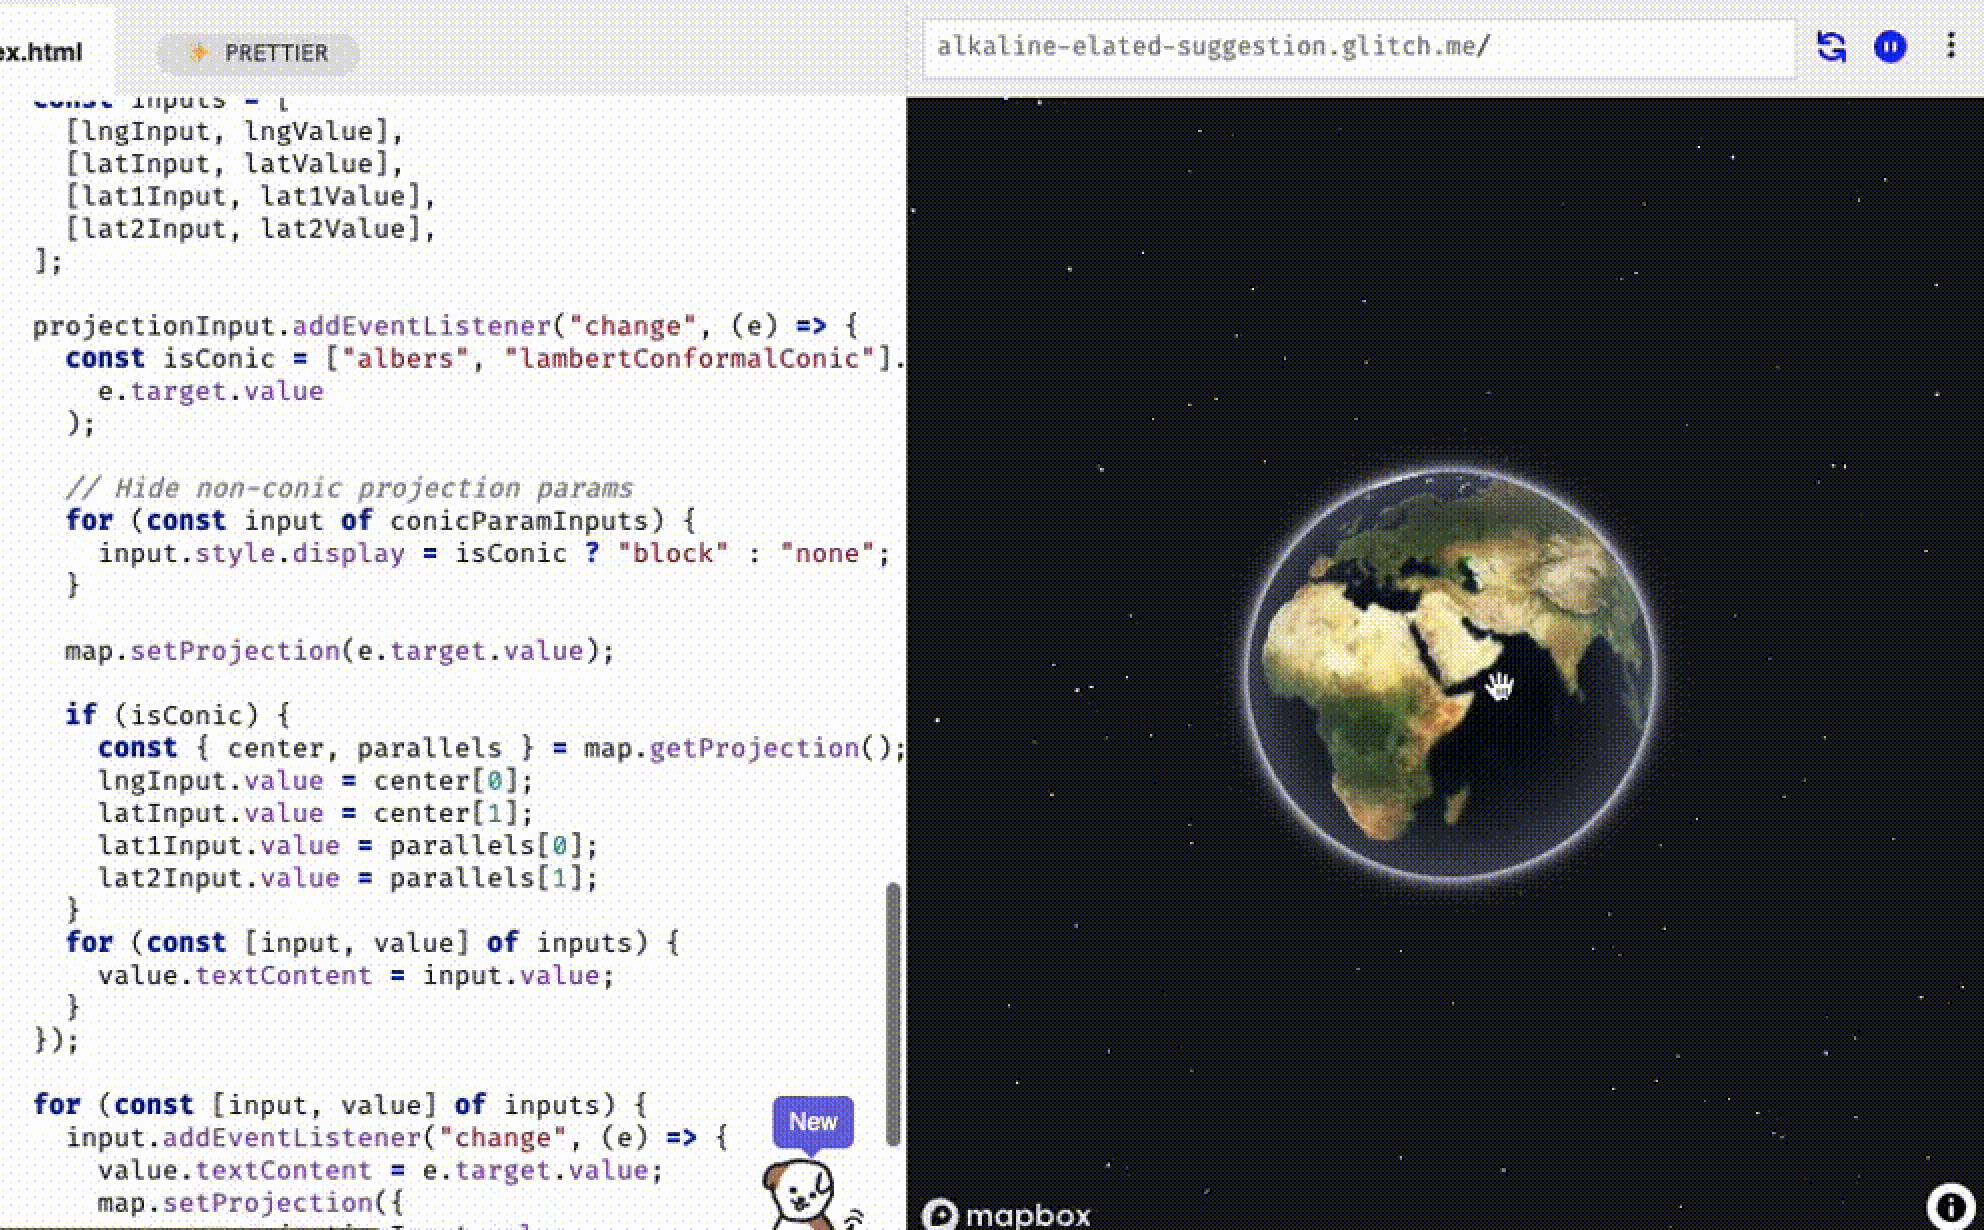 ex.html
PRETTIER
alkaline-elated-suggestion.glitch.me/
const inputs = [
  [lngInput, lngValue],
  [latInput, latValue],
  [lat1Input, lat1Value],
  [lat2Input, lat2Value],
];
projectionInput.addEventListener("change", (e) => {
  const isConic = ["albers", "lambertConformalConic"].
    e.target.value
  );
  // Hide non-conic projection params
  for (const input of conicParamInputs) {
    input.style.display = isConic ? "block" : "none";
  }
  map.setProjection(e.target.value);
  if (isConic) {
    const { center, parallels } = map.getProjection();
    lngInput.value = center[0];
    latInput.value = center[1];
    lat1Input.value = parallels[0];
    lat2Input.value = parallels[1];
  }
  for (const [input, value] of inputs) {
    value.textContent = input.value;
  }
});
for (const [input, value] of inputs) {
  input.addEventListener("change", (e) => {
    value.textContent = e.target.value;
    map.setProjection({
New
mapbox